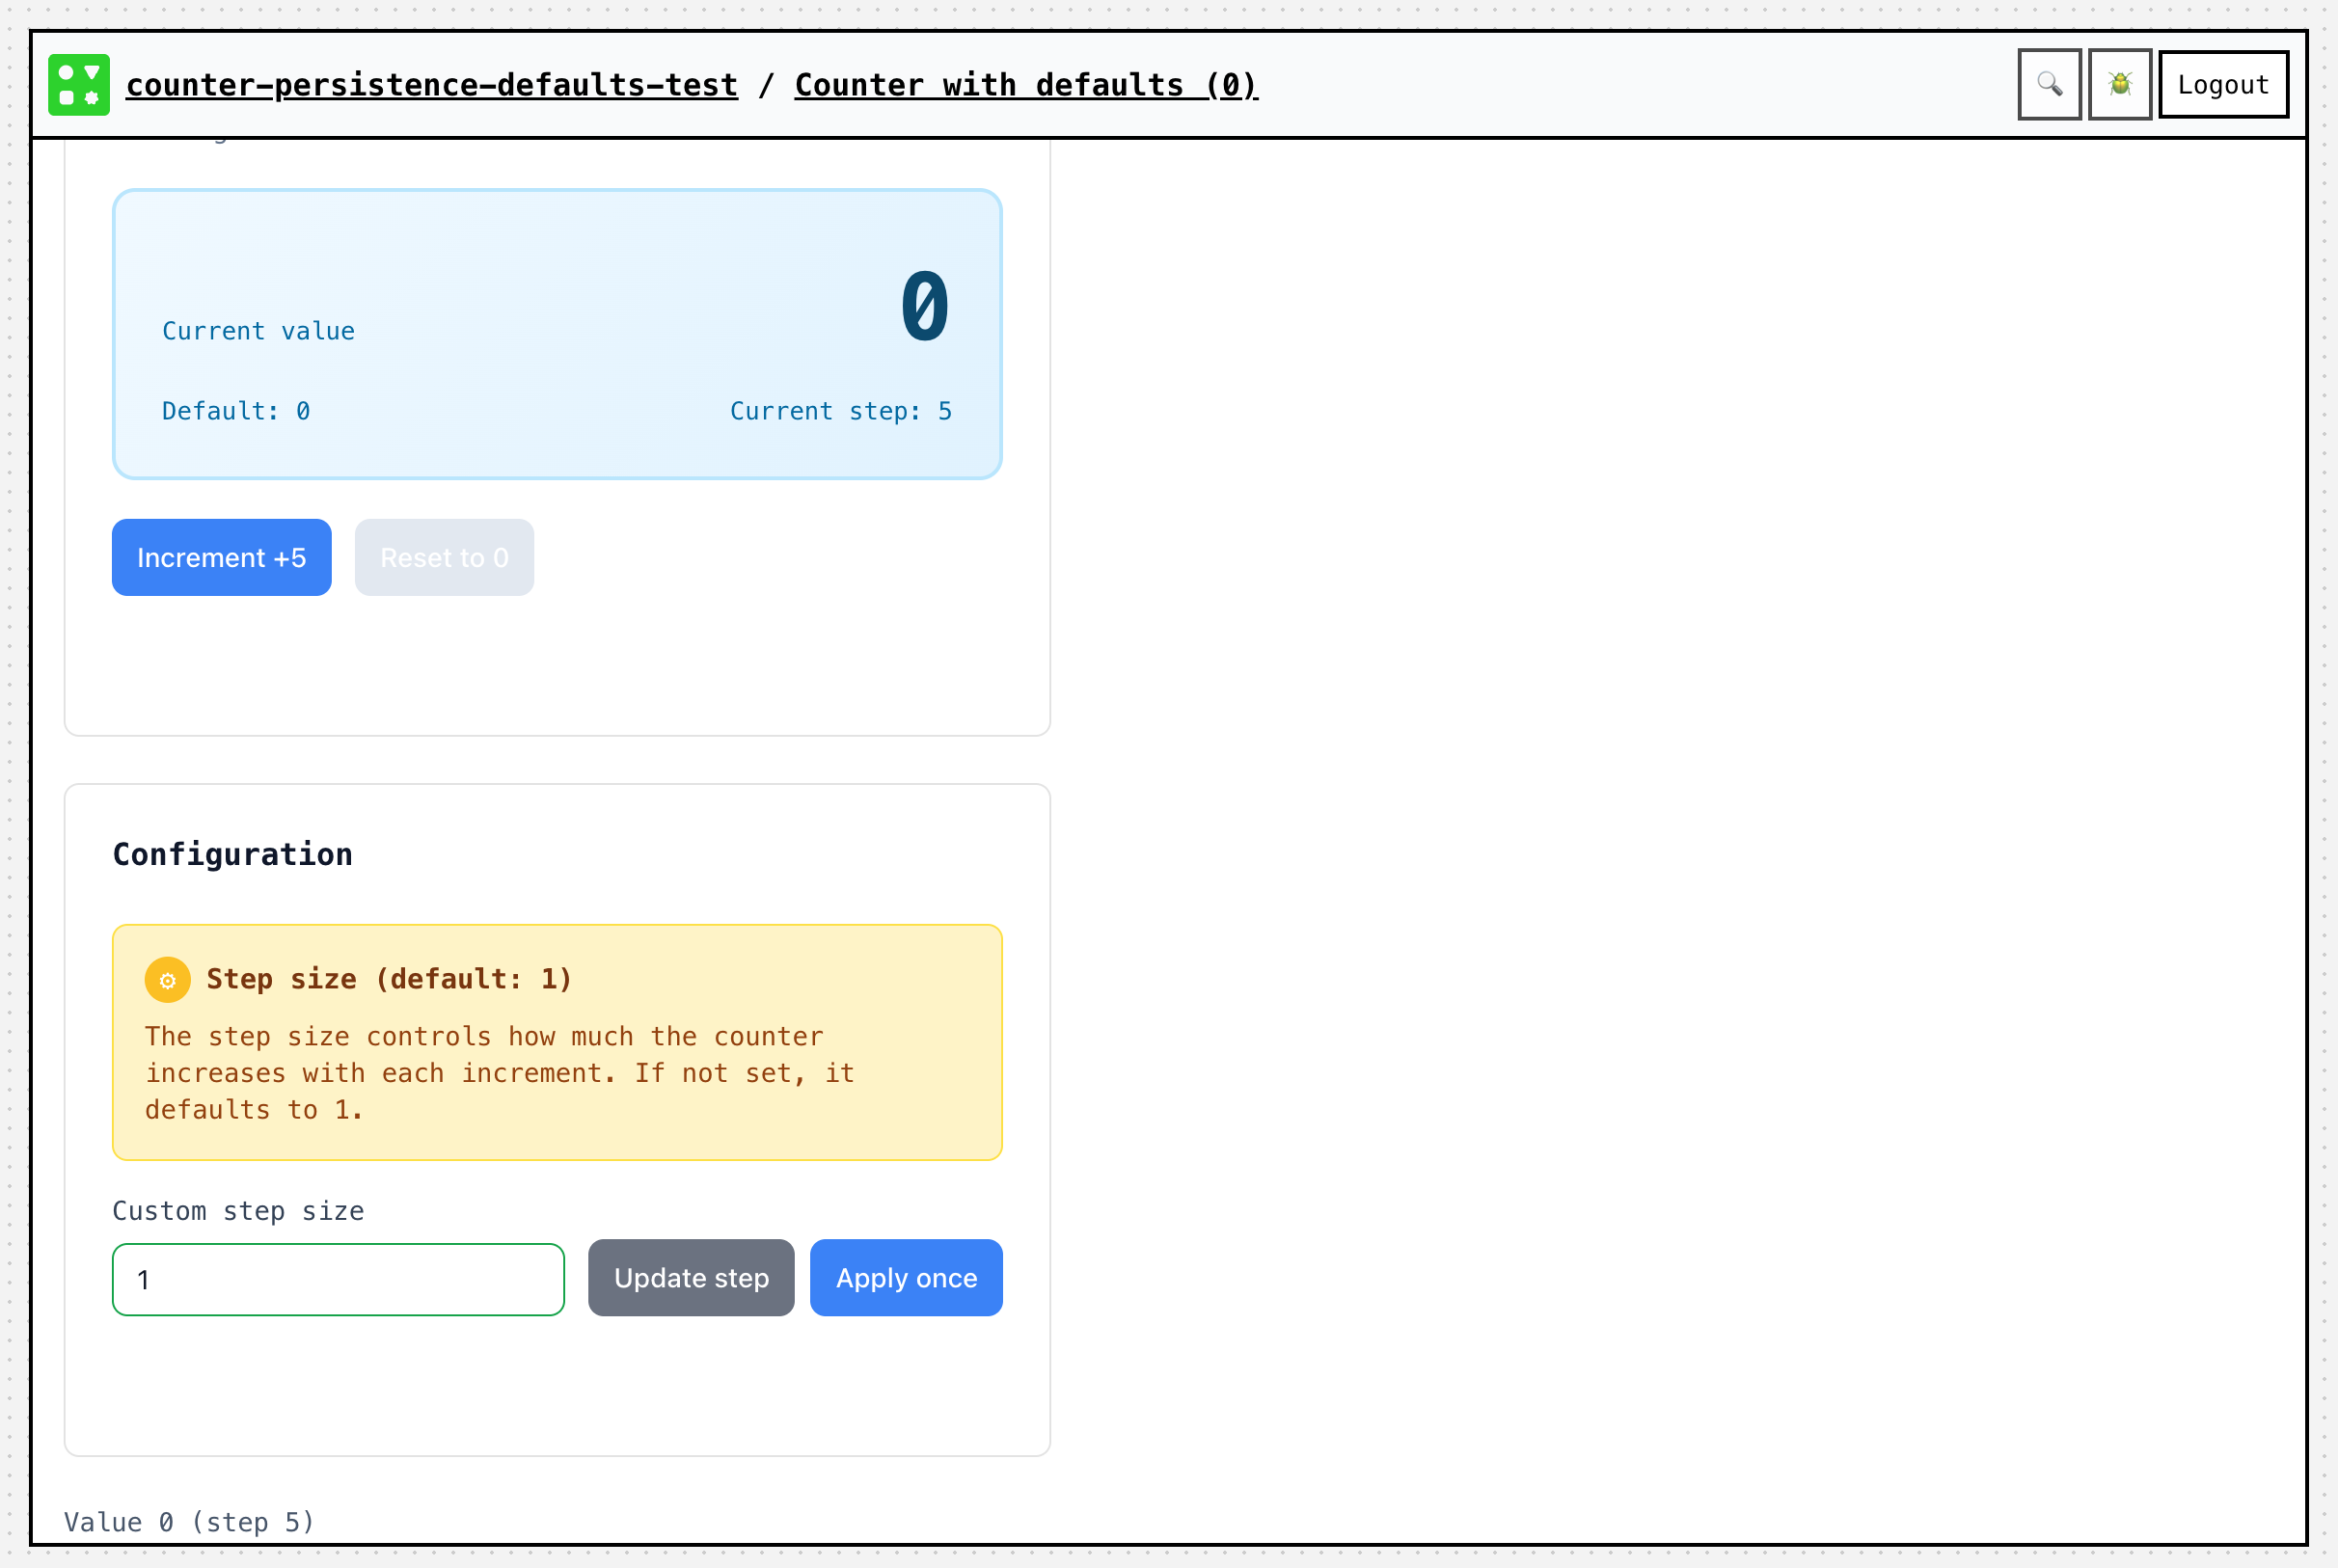 counter-persistence-defaults-test / Counter with defaults (0)
Logout
Current value
0
Default: 0
Current step: 5
Increment +5
Reset to 0
Configuration
Step size (default: 1)
The step size controls how much the counter
increases with each increment. If not set, it
defaults to 1.
Custom step size
1
Update step
Apply once
Value 0 (step 5)